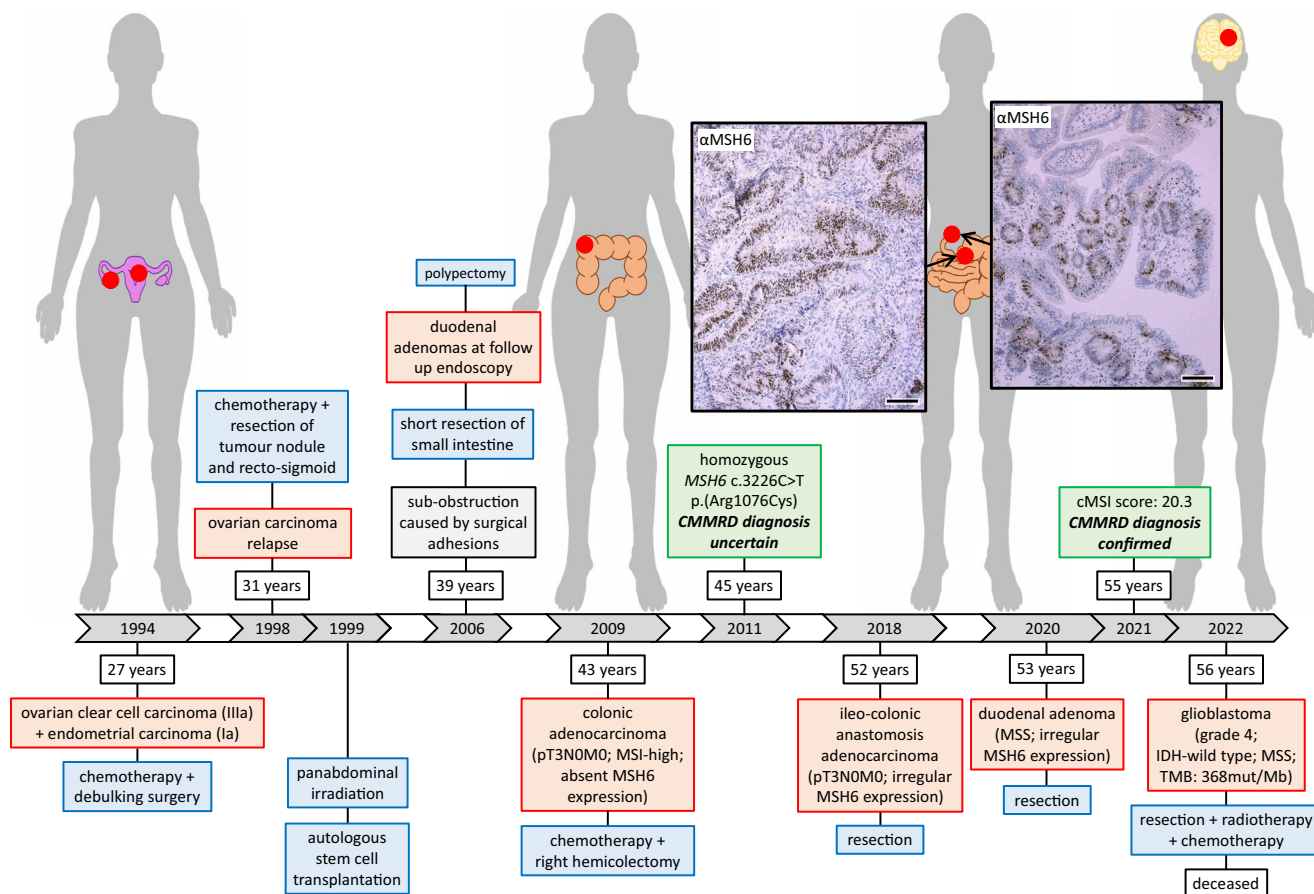 αMSH6
αMSH6
polypectomy
duodenal
adenomas at follow
up endoscopy
short resection of
small intestine
sub-obstruction
caused by surgical
adhesions
39 years
chemotherapy +
resection of
tumour nodule
and recto-sigmoid
ovarian carcinoma
relapse
31 years
homozygous
MSH6 c.3226C>T
p.(Arg1076Cys)
CMMRD diagnosis
uncertain
45 years
cMSI score: 20.3
CMMRD diagnosis
confirmed
55 years
1994
1998
1999
2006
2009
2011
2018
2020
2021
2022
27 years
ovarian clear cell carcinoma (IIIa)
+ endometrial carcinoma (Ia)
chemotherapy +
debulking surgery
panabdominal
irradiation
autologous
stem cell
transplantation
43 years
colonic
adenocarcinoma
(pT3N0M0; MSI-high;
absent MSH6
expression)
chemotherapy +
right hemicolectomy
52 years
ileo-colonic
anastomosis
adenocarcinoma
(pT3N0M0; irregular
MSH6 expression)
resection
53 years
duodenal adenoma
(MSS; irregular
MSH6 expression)
resection
56 years
glioblastoma
(grade 4;
IDH-wild type; MSS;
TMB: 368mut/Mb)
resection + radiotherapy
+ chemotherapy
deceased